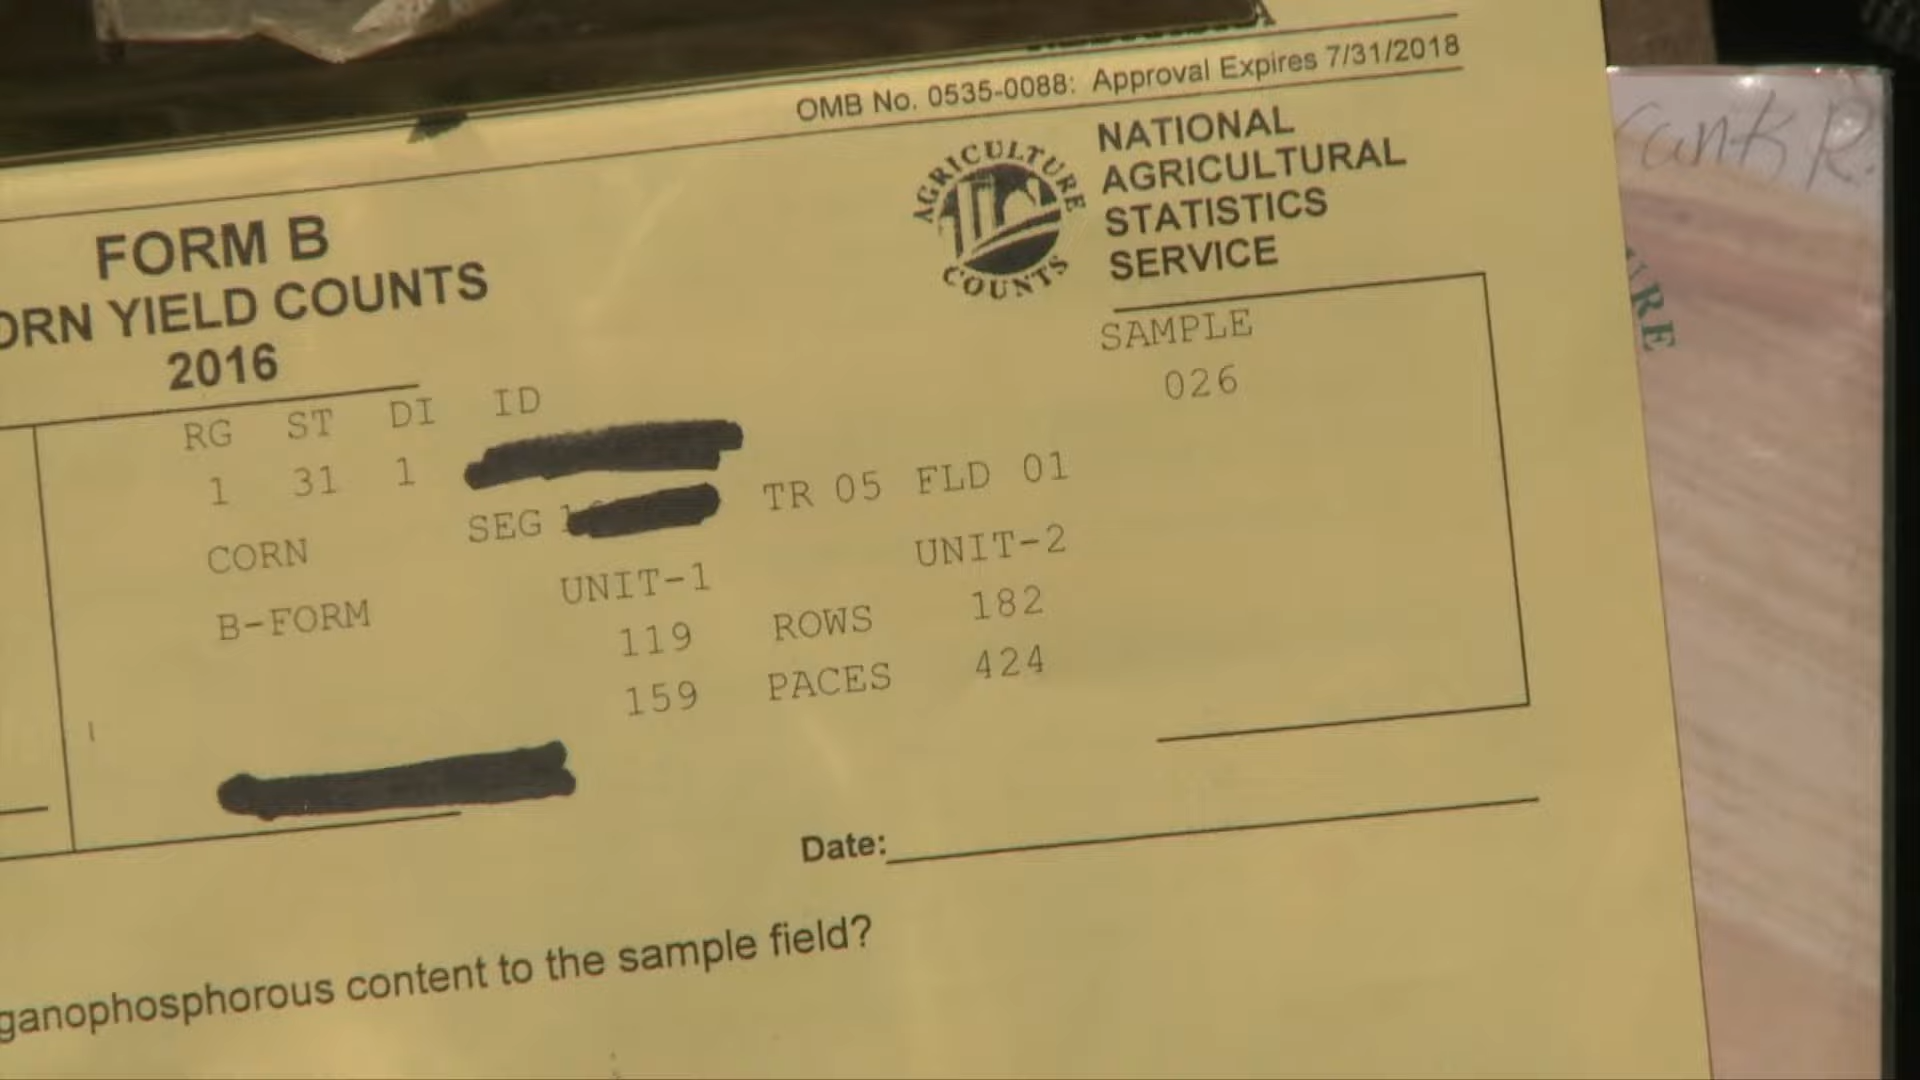 OMB No. 0535-0088: Approval Expires 7/31/2018
AGRICULTURE COUNTS
NATIONAL
AGRICULTURAL
STATISTICS
SERVICE
FORM B
ORN YIELD COUNTS
2016
SAMPLE
026
RG ST DI ID
1 31 1
SEG 1 TR 05 FLD 01
CORN
UNIT-1 UNIT-2
B-FORM
119 ROWS 182
159 PACES 424
Date:
ganophosphorous content to the sample field?
URE